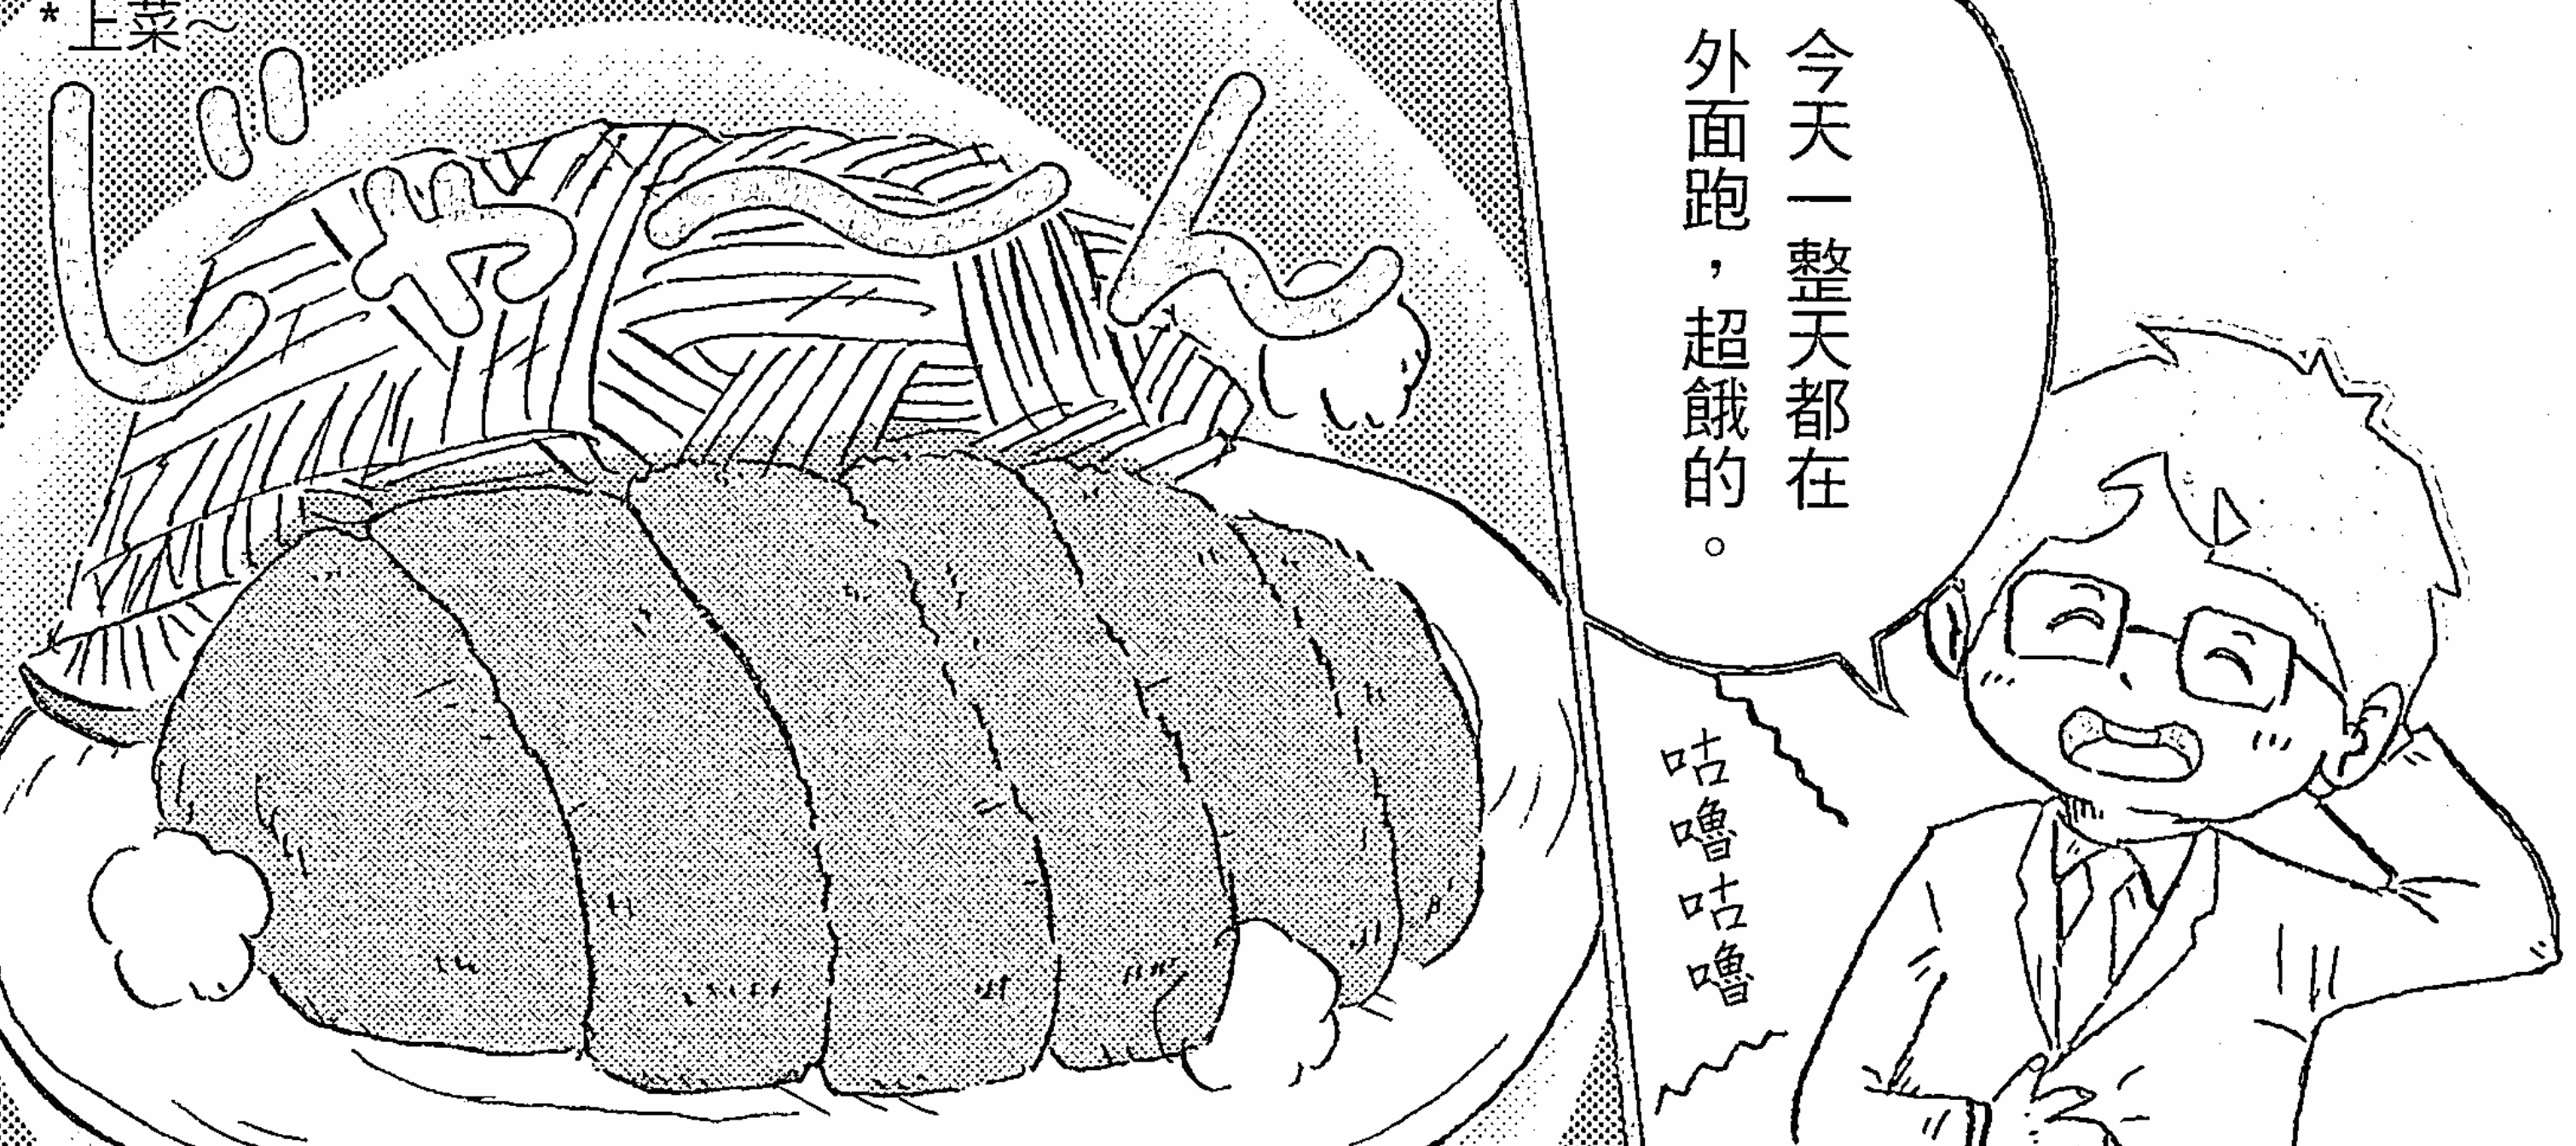 今天一整天都在
外面跑，超餓的。
咕嚕咕嚕
*上菜～
じゃ～ん～